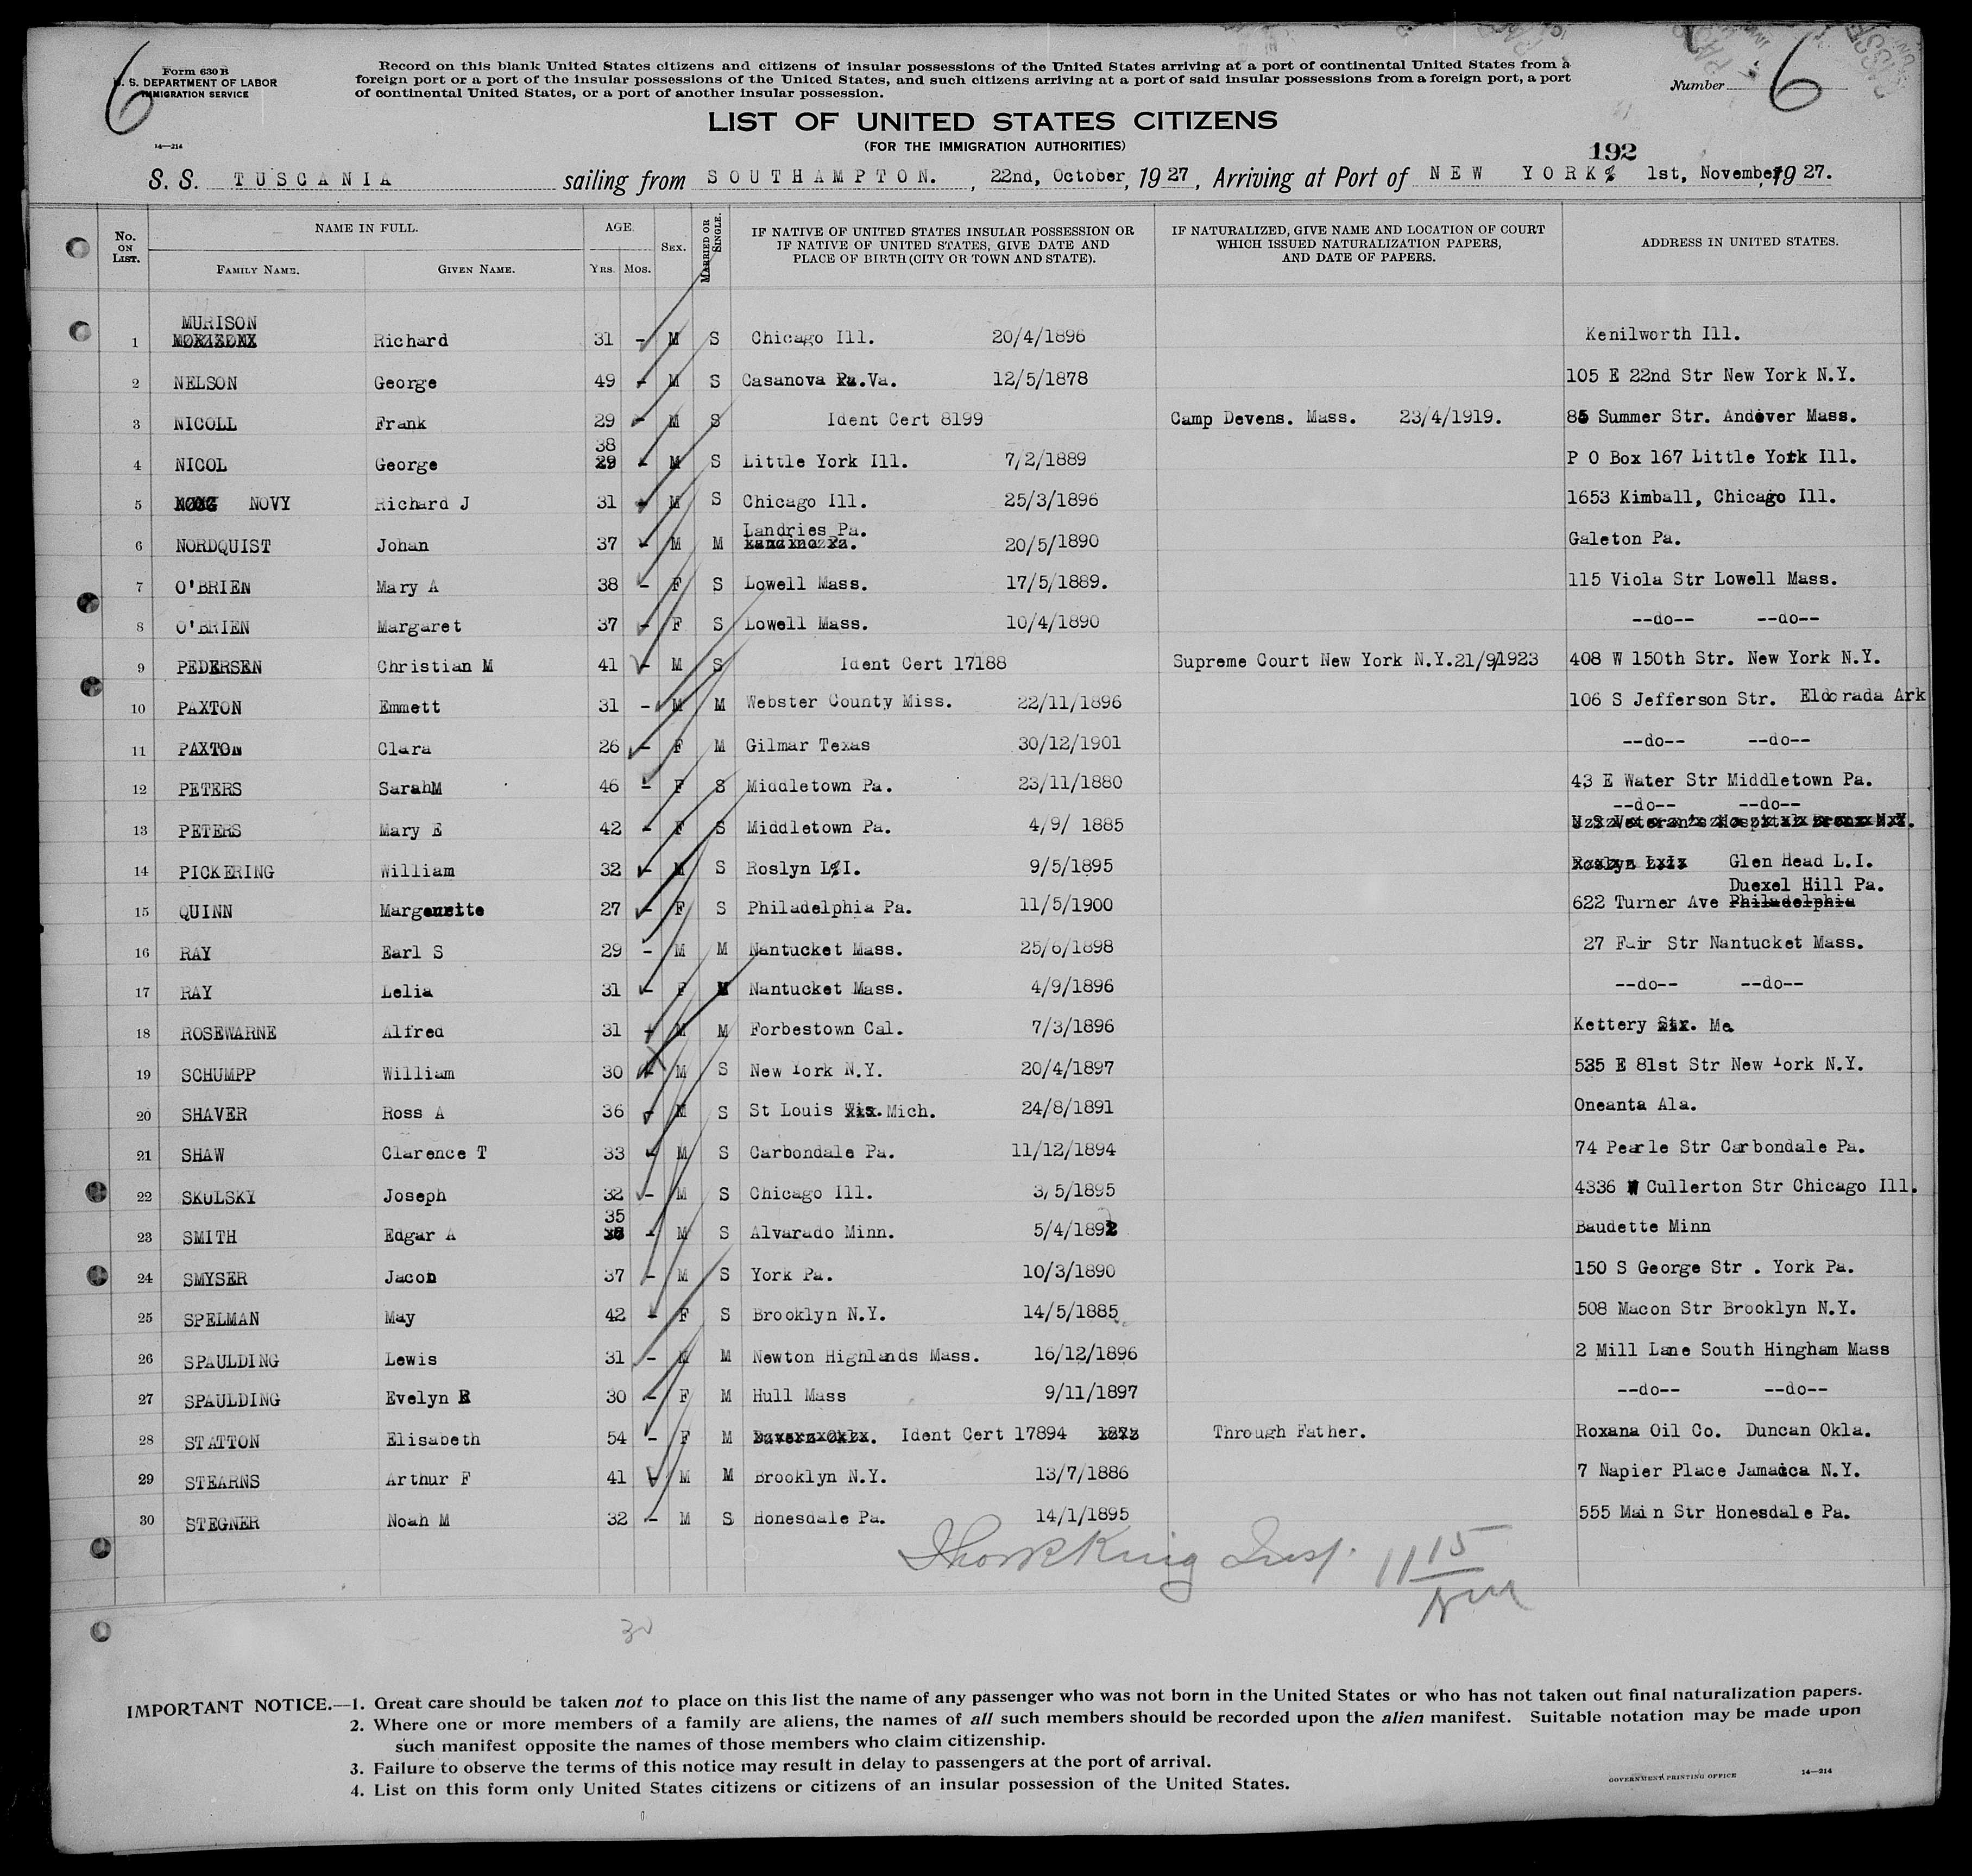 6
Form 630 B
U. S. DEPARTMENT OF LABOR
IMMIGRATION SERVICE
14—214
Record on this blank United States citizens and citizens of insular possessions of the United States arriving at a port of continental United States from a
foreign port or a port of the insular possessions of the United States, and such citizens arriving at a port of said insular possessions from a foreign port, a port
of continental United States, or a port of another insular possession.
Number 6
LIST OF UNITED STATES CITIZENS
(FOR THE IMMIGRATION AUTHORITIES)
192
S. S. TUSCANIA sailing from SOUTHAMPTON. , 22nd, October, 1927, Arriving at Port of NEW YORK 1st, November, 1927.
No. ON LIST. NAME IN FULL. FAMILY NAME. GIVEN NAME. AGE. YRS. MOS. SEX. MARRIED OR SINGLE. IF NATIVE OF UNITED STATES INSULAR POSSESSION OR IF NATIVE OF UNITED STATES, GIVE DATE AND PLACE OF BIRTH (CITY OR TOWN AND STATE). IF NATURALIZED, GIVE NAME AND LOCATION OF COURT WHICH ISSUED NATURALIZATION PAPERS, AND DATE OF PAPERS. ADDRESS IN UNITED STATES.
1 MURISON Richard 31 - M S Chicago Ill. 20/4/1896 Kenilworth Ill.
2 NELSON George 49 - M S Casanova Va. 12/5/1878 105 E 22nd Str New York N.Y.
3 NICOLL Frank 29 - M S Ident Cert 8199 Camp Devens. Mass. 23/4/1919. 85 Summer Str. Andover Mass.
38
4 NICOL George 29 - M S Little York Ill. 7/2/1889 P O Box 167 Little York Ill.
5 NOVY Richard J 31 - M S Chicago Ill. 25/3/1896 1653 Kimball, Chicago Ill.
Landries Pa.
6 NORDQUIST Johan 37 - M M 20/5/1890 Galeton Pa.
7 O'BRIEN Mary A 38 - F S Lowell Mass. 17/5/1889. 115 Viola Str Lowell Mass.
8 O'BRIEN Margaret 37 - F S Lowell Mass. 10/4/1890 --do-- --do--
9 PEDERSEN Christian M 41 - M S Ident Cert 17188 Supreme Court New York N.Y. 21/9/1923 408 W 150th Str. New York N.Y.
10 PAXTON Emmett 31 - M M Webster County Miss. 22/11/1896 106 S Jefferson Str. Eldorada Ark
11 PAXTON Clara 26 - F M Gilmar Texas 30/12/1901 --do-- --do--
12 PETERS SarahM 46 - F S Middletown Pa. 23/11/1880 43 E Water Str Middletown Pa.
--do-- --do--
13 PETERS Mary E 42 - F S Middletown Pa. 4/9/ 1885 U S Veteran's Hospital Bronx N.Y.
14 PICKERING William 32 - M S Roslyn L.I. 9/5/1895 Roslyn L.I. Glen Head L.I.
Duexel Hill Pa.
15 QUINN 27 - F S Philadelphia Pa. 11/5/1900 622 Turner Ave Philadelphia
16 RAY Earl S 29 - M M Nantucket Mass. 25/6/1898 27 Fair Str Nantucket Mass.
17 RAY Lelia 31 - F M Nantucket Mass. 4/9/1896 --do-- --do--
18 ROSEWARNE Alfred 31 - M M Forbestown Cal. 7/3/1896 Kettery Str. Me
19 SCHUMPP William 30 - M S New York N.Y. 20/4/1897 535 E 81st Str New York N.Y.
20 SHAVER Ross A 36 - M S St Louis Mich. 24/8/1891 Oneanta Ala.
21 SHAW Clarence T 33 - M S Carbondale Pa. 11/12/1894 74 Pearle Str Carbondale Pa.
22 SKULSKY Joseph 32 - M S Chicago Ill. 3/5/1895 4336 W Cullerton Str Chicago Ill.
35
23 SMITH Edgar A - M S Alvarado Minn. 5/4/1892 Baudette Minn
24 SMYSER Jacob 37 - M S York Pa. 10/3/1890 150 S George Str . York Pa.
25 SPELMAN May 42 - F S Brooklyn N.Y. 14/5/1885 508 Macon Str Brooklyn N.Y.
26 SPAULDING Lewis 31 - M M Newton Highlands Mass. 16/12/1896 2 Mill Lane South Hingham Mass
27 SPAULDING Evelyn R 30 - F M Hull Mass 9/11/1897 --do-- --do--
28 STATTON Elisabeth 54 - F M Ident Cert 17894 Through Father. Roxana Oil Co. Duncan Okla.
29 STEARNS Arthur F 41 M M Brooklyn N.Y. 13/7/1886 7 Napier Place Jamaica N.Y.
30 STEGNER Noah M 32 - M S Honesdale Pa. 14/1/1895 555 Main Str Honesdale Pa.
King Insp. 11 15
30
IMPORTANT NOTICE.—1. Great care should be taken not to place on this list the name of any passenger who was not born in the United States or who has not taken out final naturalization papers.
2. Where one or more members of a family are aliens, the names of all such members should be recorded upon the alien manifest. Suitable notation may be made upon
such manifest opposite the names of those members who claim citizenship.
3. Failure to observe the terms of this notice may result in delay to passengers at the port of arrival.
4. List on this form only United States citizens or citizens of an insular possession of the United States.
GOVERNMENT PRINTING OFFICE 14—214